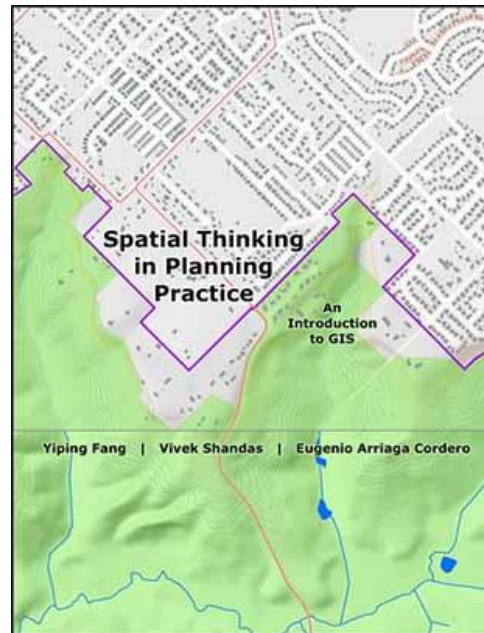 Spatial Thinking
in Planning
Practice
An
Introduction
to GIS
Yiping Fang | Vivek Shandas | Eugenio Arriaga Cordero